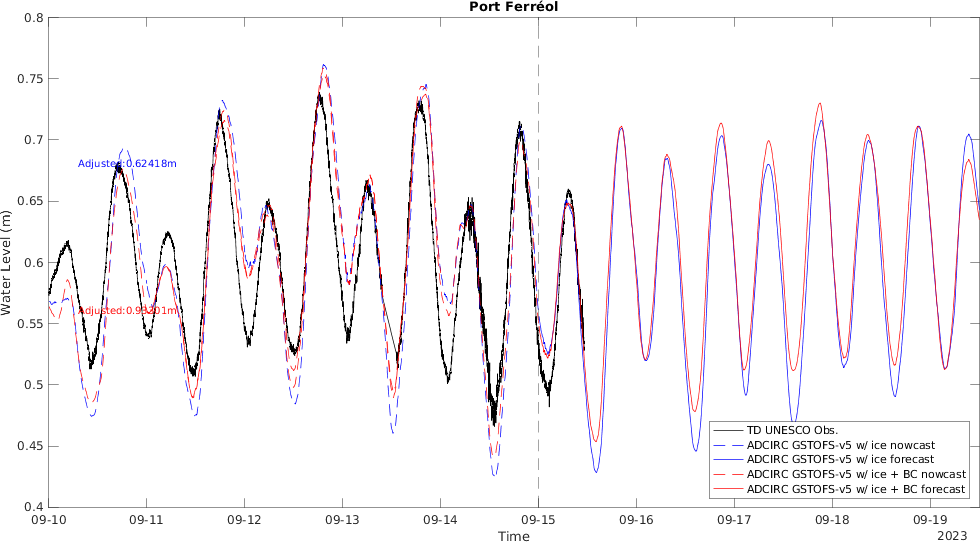 Port Ferréol
0.8
0.75
0.7
0.65
0.6
0.55
0.5
0.45
0.4
Water Level (m)
Adjusted:0.62418m
TD UNESCO Obs.
ADCIRC GSTOFS-v5 w/ ice nowcast
ADCIRC GSTOFS-v5 w/ ice forecast
ADCIRC GSTOFS-v5 w/ ice + BC nowcast
ADCIRC GSTOFS-v5 w/ ice + BC forecast
09-10 09-11 09-12 09-13 09-14 09-15 09-16 09-17 09-18 09-19
Time
2023